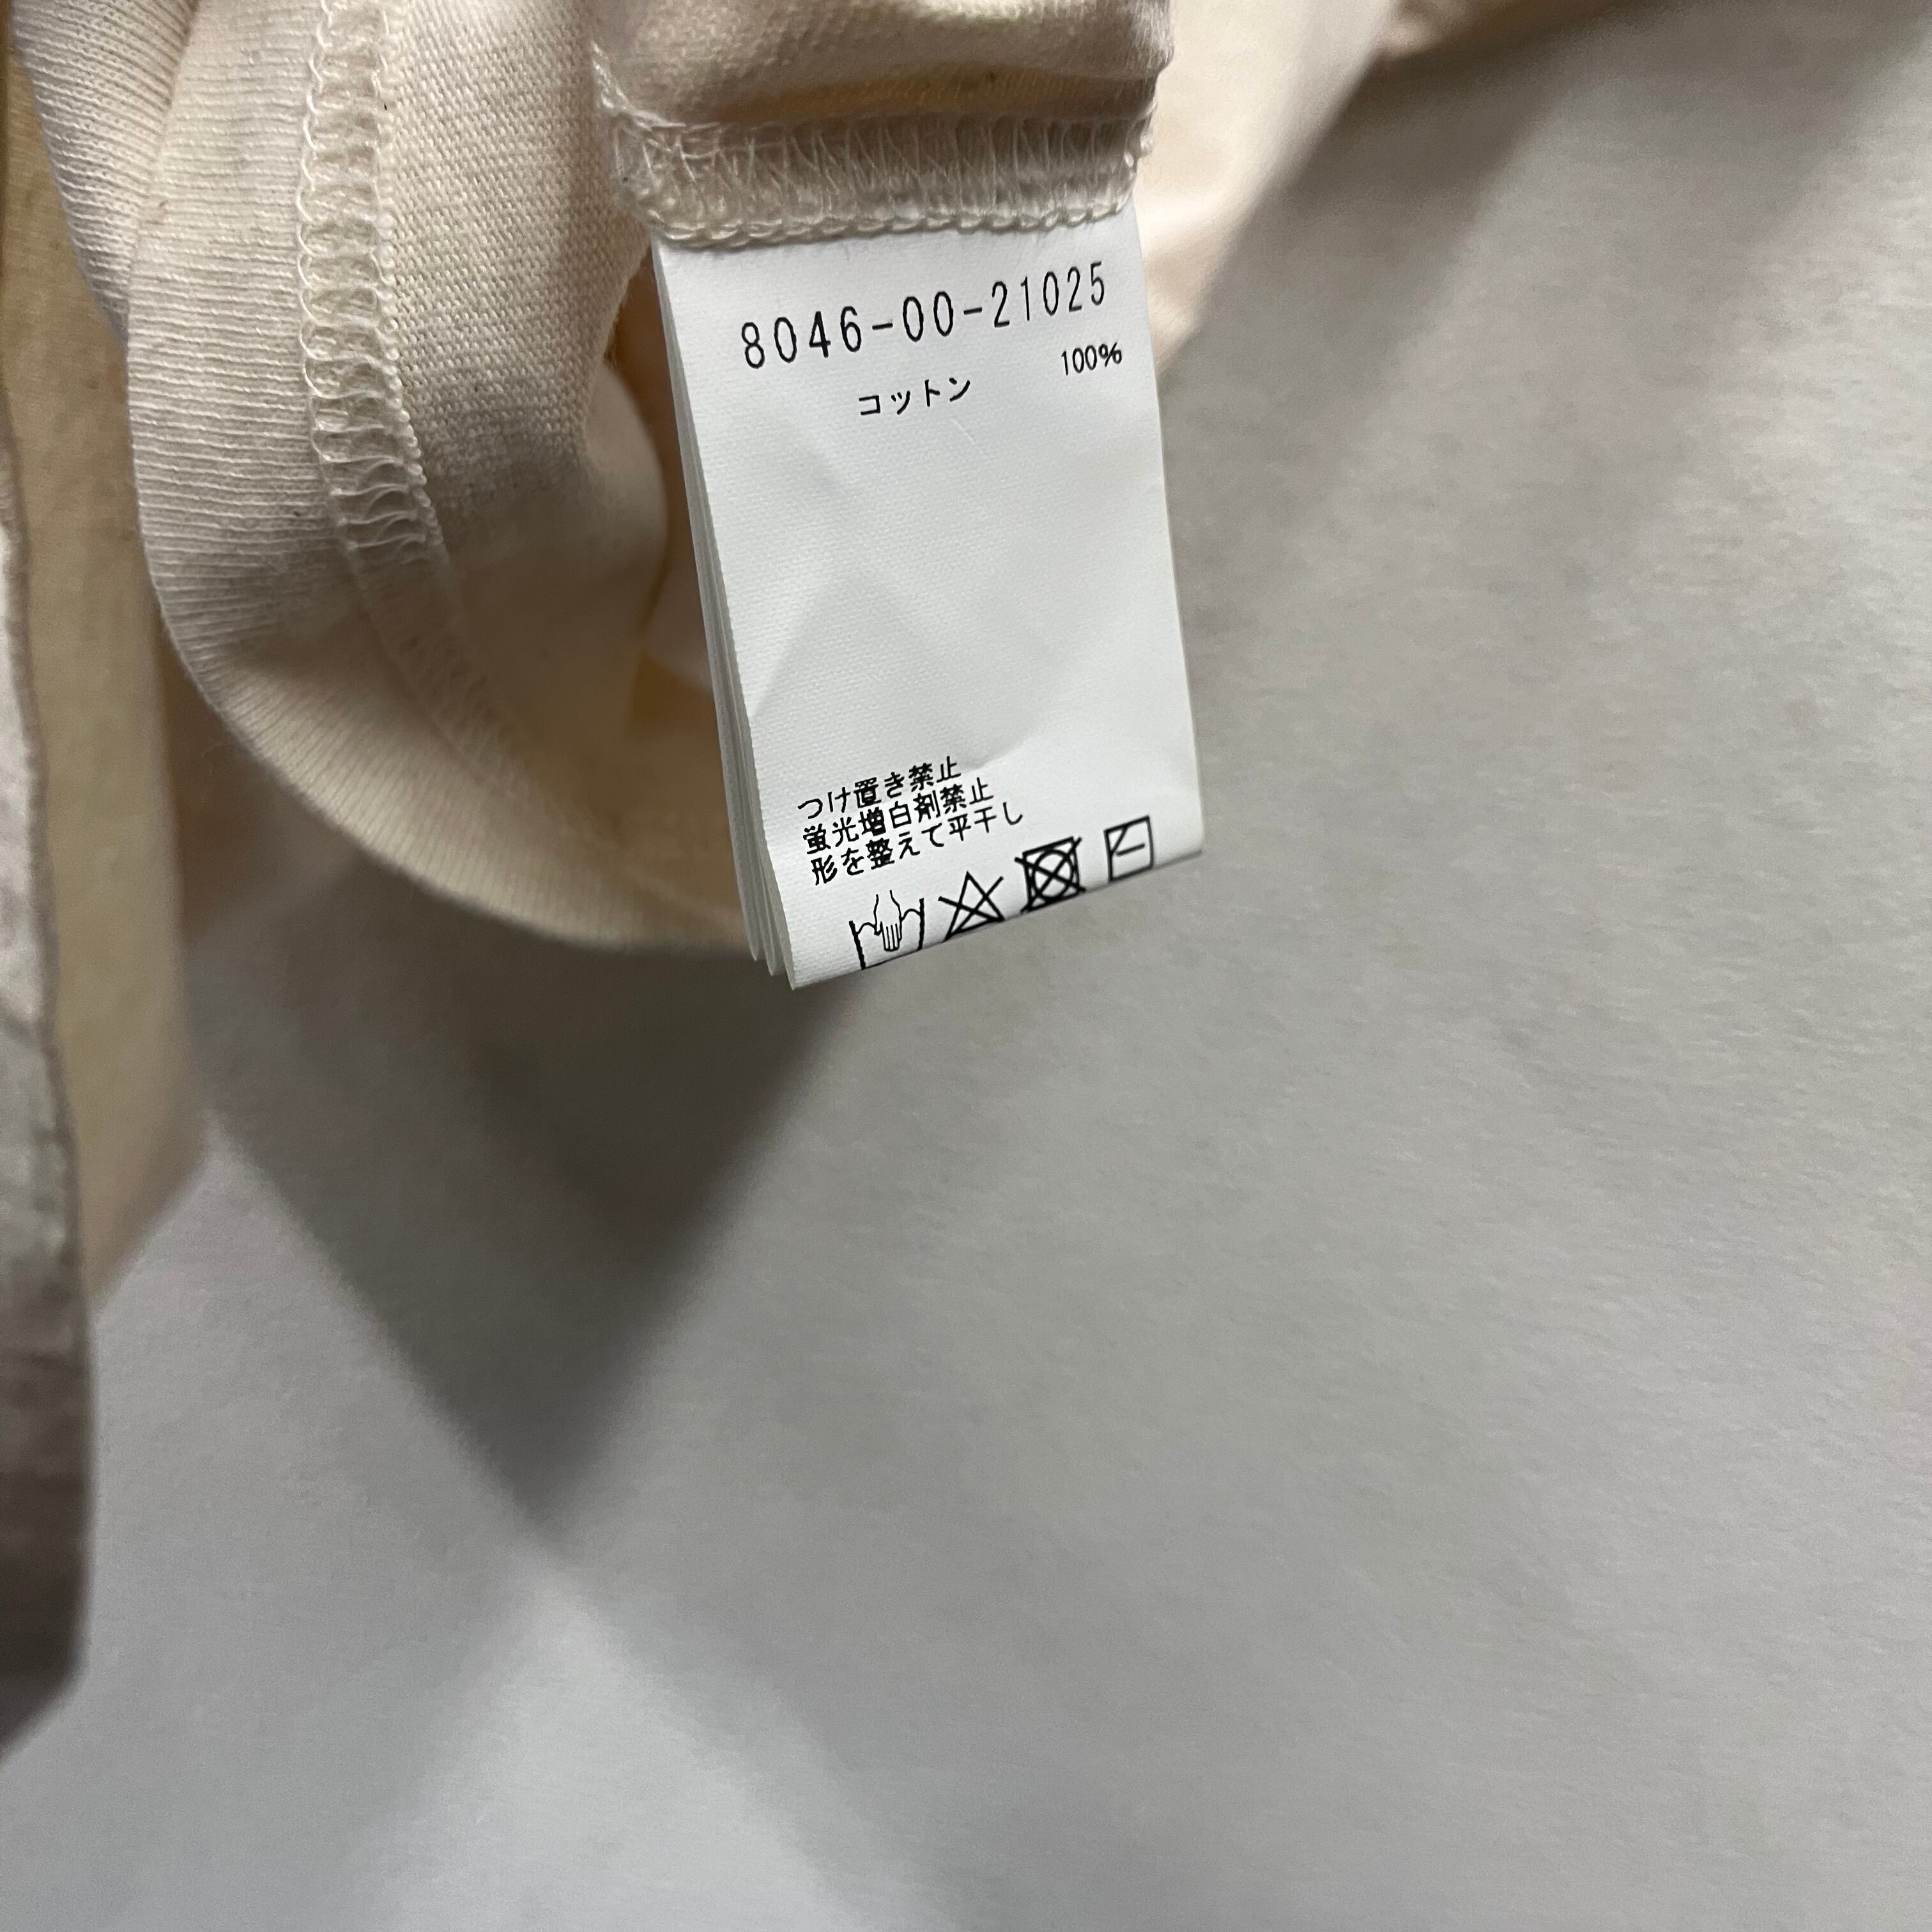 8046-00-21025
コットン 100%
つけ置き禁止
蛍光増白剤禁止
形を整えて平干し